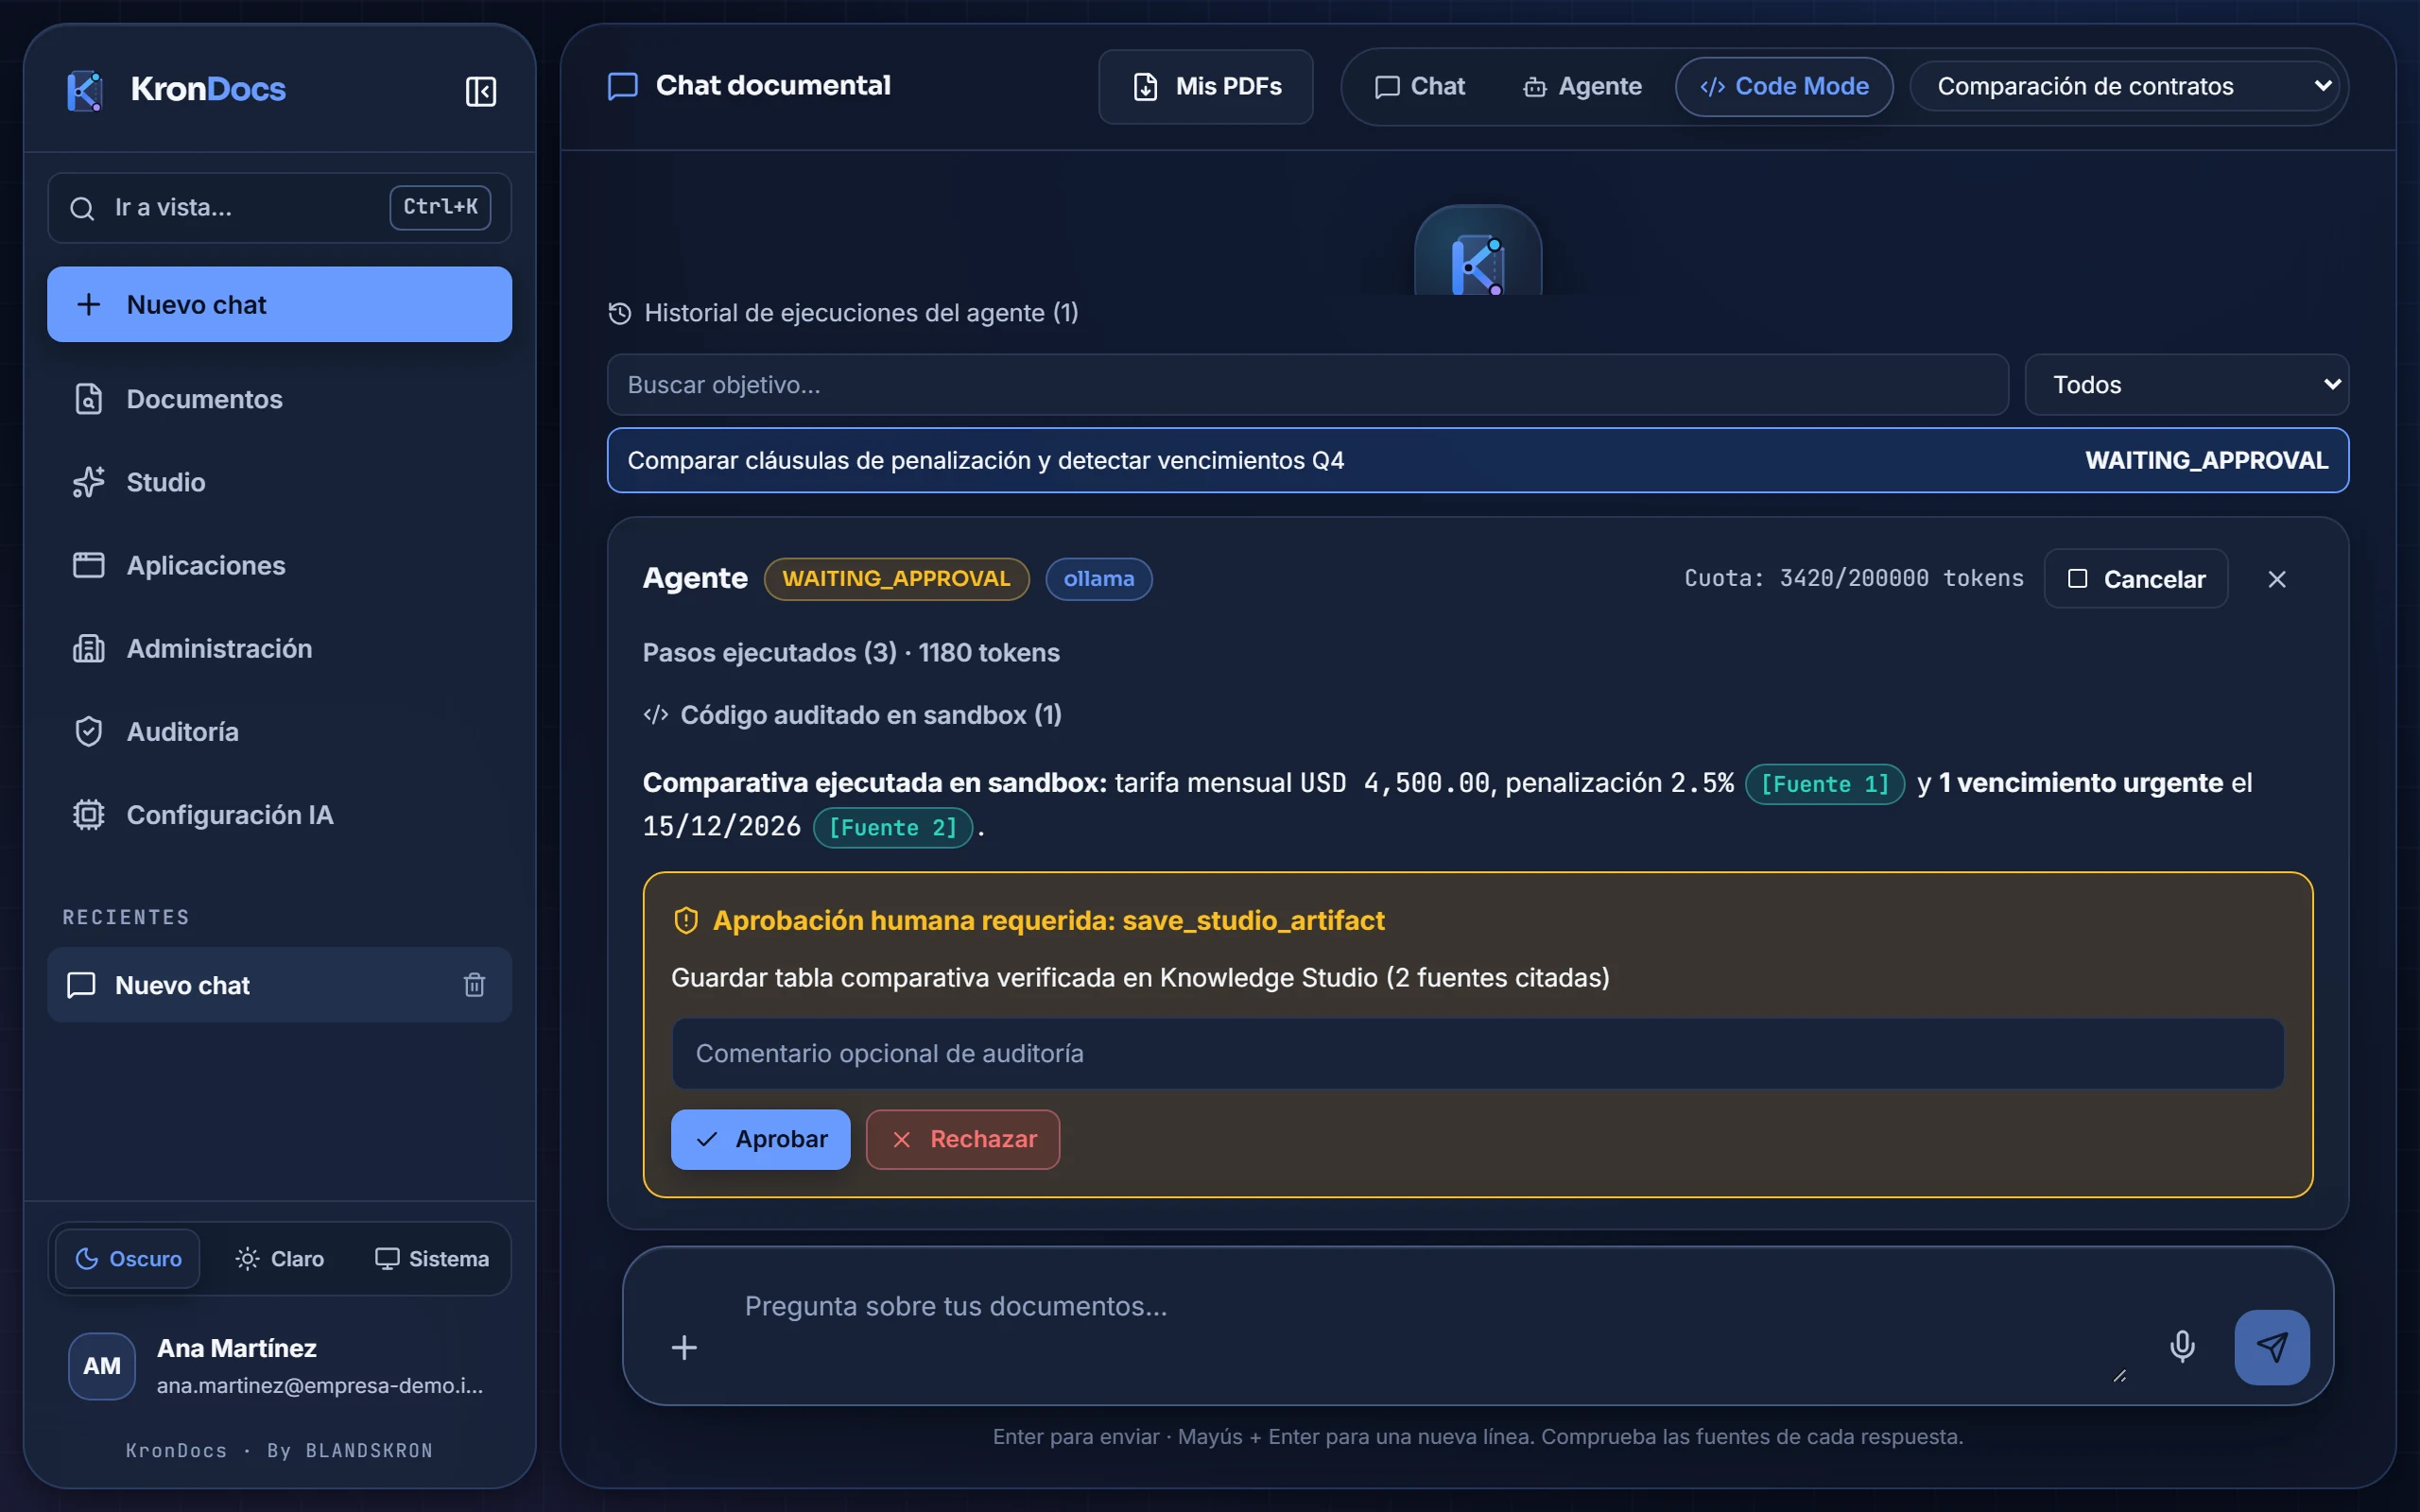 KronDocs
Ir a vista...
Ctrl+K
Nuevo chat
Documentos
Studio
Aplicaciones
Administración
Auditoría
Configuración IA
RECIENTES
Nuevo chat
Oscuro
Claro
Sistema
AM
Ana Martínez
ana.martinez@empresa-demo.i...
KronDocs · By BLANDSKRON
Chat documental
Mis PDFs
Chat
Agente
Code Mode
Comparación de contratos
Historial de ejecuciones del agente (1)
Buscar objetivo...
Todos
Comparar cláusulas de penalización y detectar vencimientos Q4
WAITING_APPROVAL
Agente
WAITING_APPROVAL
ollama
Cuota: 3420/200000 tokens
Cancelar
Pasos ejecutados (3) · 1180 tokens
Código auditado en sandbox (1)
Comparativa ejecutada en sandbox: tarifa mensual USD 4,500.00, penalización 2.5% [Fuente 1] y 1 vencimiento urgente el
15/12/2026 [Fuente 2].
Aprobación humana requerida: save_studio_artifact
Guardar tabla comparativa verificada en Knowledge Studio (2 fuentes citadas)
Comentario opcional de auditoría
Aprobar
Rechazar
Pregunta sobre tus documentos...
Enter para enviar · Mayús + Enter para una nueva línea. Comprueba las fuentes de cada respuesta.